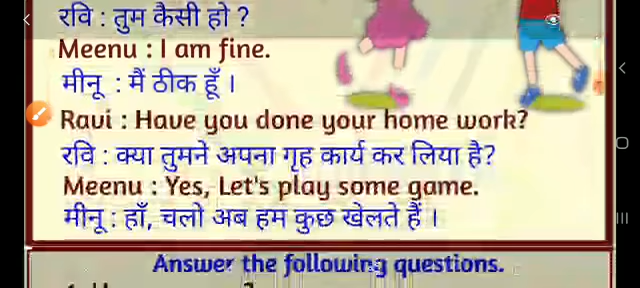 रवि : तुम कैसी हो ?
Meenu : I am fine.
मीनू : मैं ठीक हूँ ।
Ravi : Have you done your home work?
रवि : क्या तुमने अपना गृह कार्य कर लिया है?
Meenu : Yes, Let's play some game.
मीनू : हाँ, चलो अब हम कुछ खेलते हैं ।
Answer the following questions.